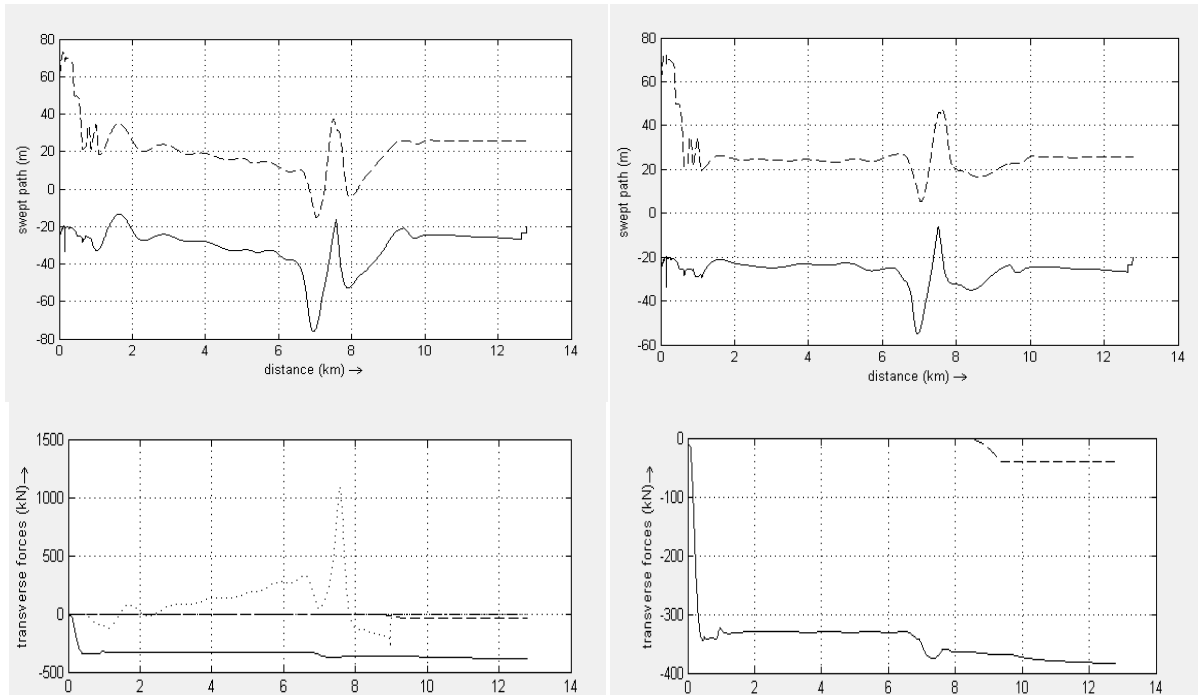 80
60
40
20
0
-20
-40
-60
-80
swept path (m)
0 2 4 6 8 10 12 14
distance (km) →
80
60
40
20
0
-20
-40
-60
swept path (m)
0 2 4 6 8 10 12 14
distance (km) →
1500
1000
500
0
-500
transverse forces (kN) →
0 2 4 6 8 10 12 14
0
-100
-200
-300
-400
transverse forces (kN) →
0 2 4 6 8 10 12 14